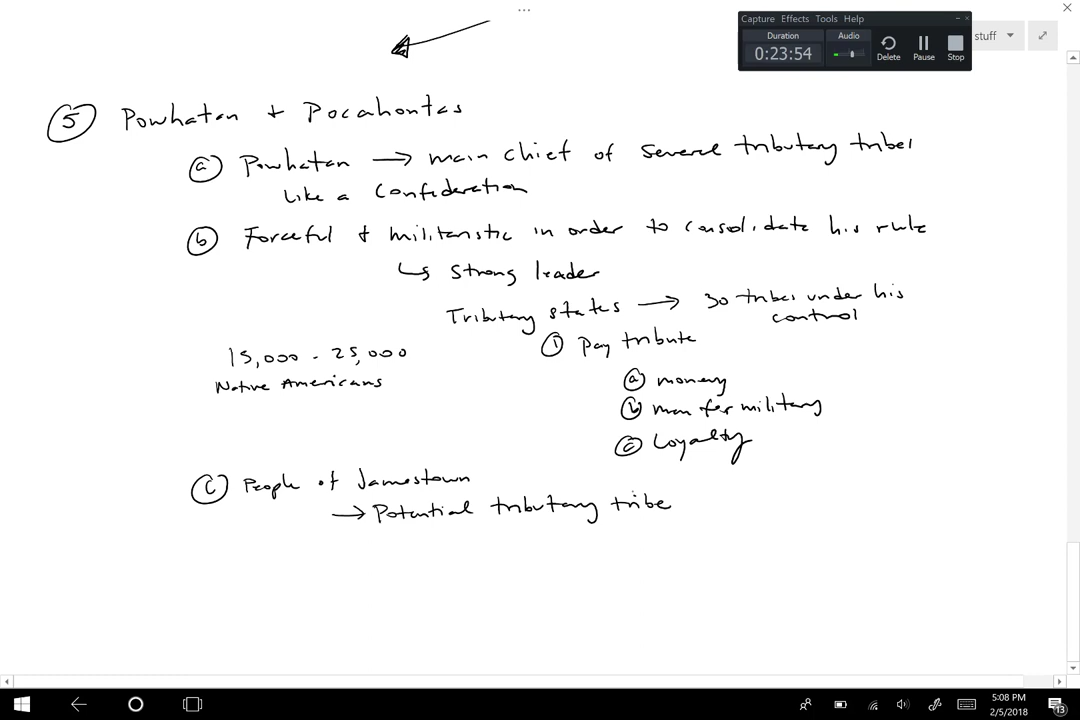 ...
Capture Effects Tools Help
Duration
0:23:54
Audio
Delete
Pause
Stop
stuff
5 Powhatan + Pocahontas
a Powhatan → main chief of several tributary tribes
Like a Confederation
b Forceful + militaristic in order to consolidate his rule
↳ Strong leader
Tributary states → 30 tribes under his
control
1 Pay tribute
15,000 - 25,000
Native Americans
a money
b men for military
c Loyalty
C People of Jamestown
→ Potential tributary tribe
5:08 PM
2/5/2018
13